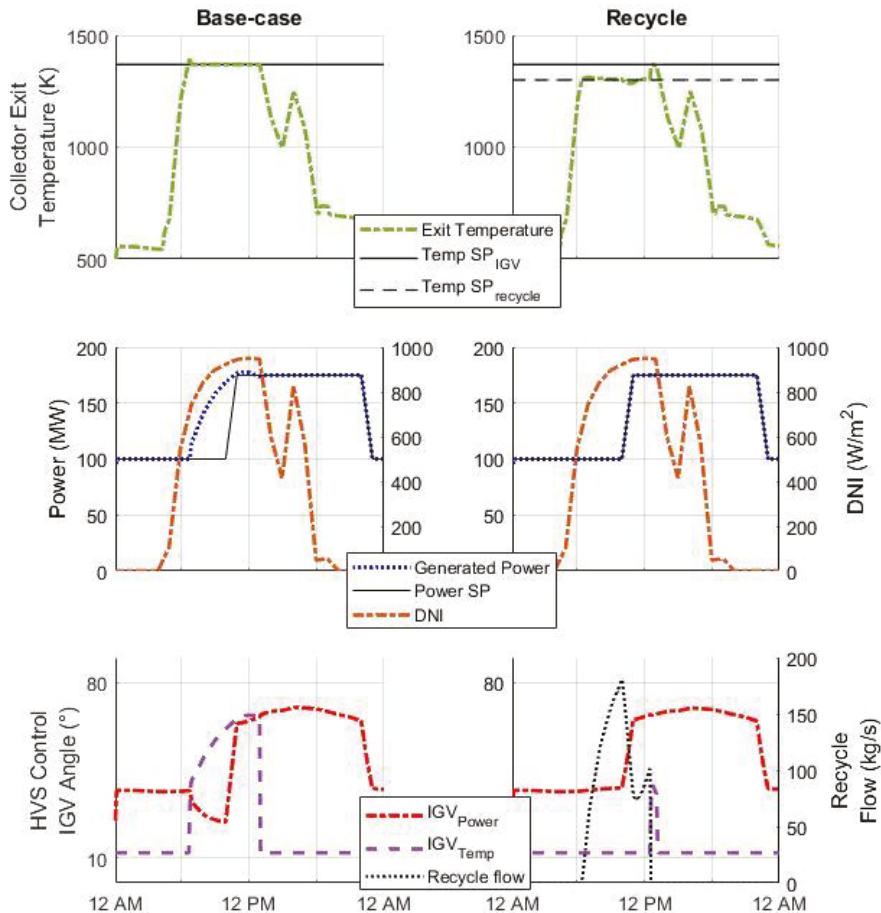 Base-case
Recycle
Collector Exit
Temperature (K)
1500
1000
500
1500
1000
Exit Temperature
Temp SP_IGV
Temp SP_recycle
Power (MW)
200
150
100
50
0
1000
800
600
400
200
200
150
100
50
0
1000
800
600
400
200
0
DNI (W/m²)
Generated Power
Power SP
DNI
HVS Control
IGV Angle (°)
80
10
80
200
150
100
50
0
Recycle
Flow (kg/s)
IGV_Power
IGV_Temp
Recycle flow
12 AM
12 PM
12 AM
12 PM
12 AM